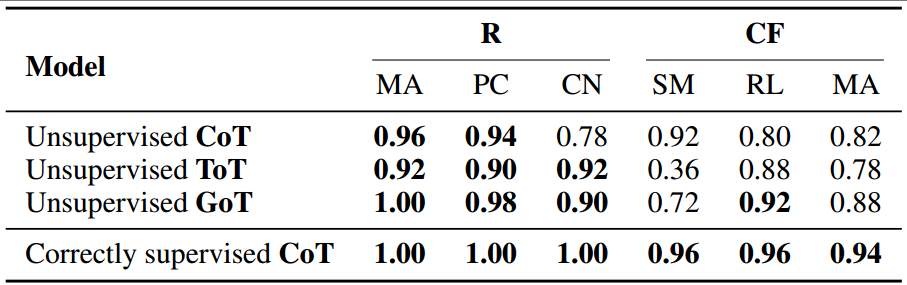 Model R CF
MA PC CN SM RL MA
Unsupervised CoT 0.96 0.94 0.78 0.92 0.80 0.82
Unsupervised ToT 0.92 0.90 0.92 0.36 0.88 0.78
Unsupervised GoT 1.00 0.98 0.90 0.72 0.92 0.88
Correctly supervised CoT 1.00 1.00 1.00 0.96 0.96 0.94